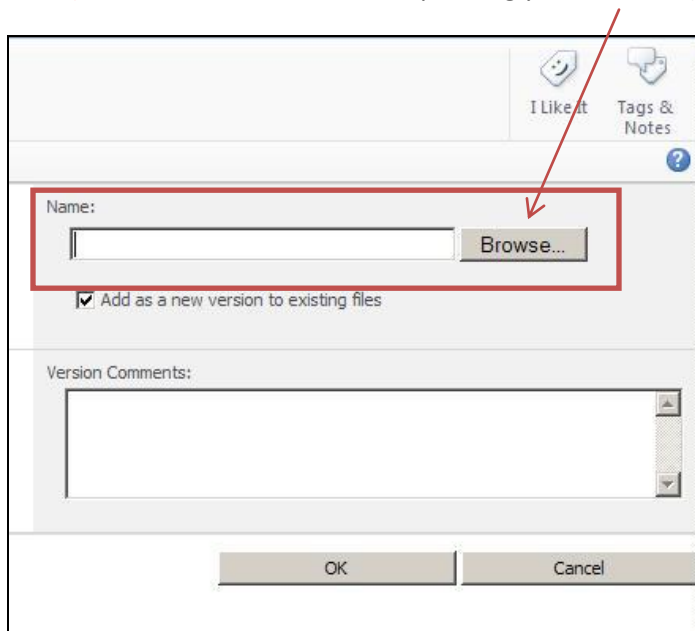 I Like It
Tags &
Notes
Name:
Browse...
Add as a new version to existing files
Version Comments:
OK
Cancel